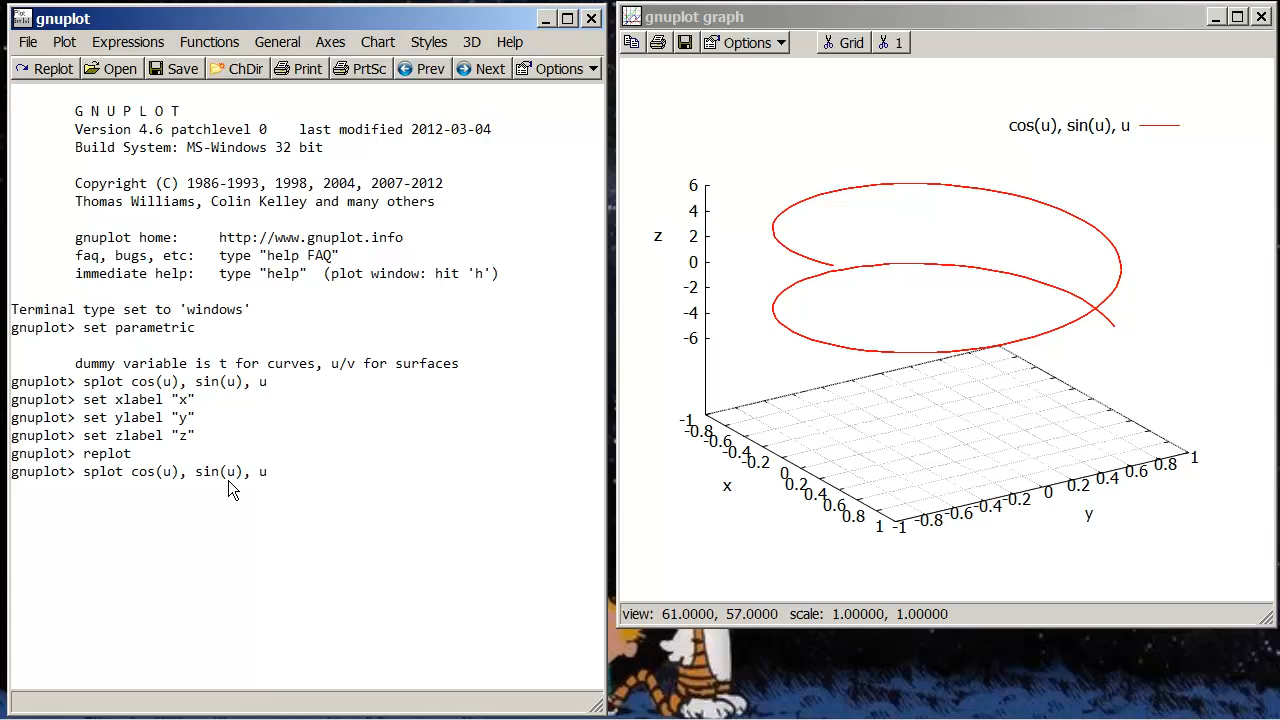 gnuplot
File Plot Expressions Functions General Axes Chart Styles 3D Help
Replot Open Save ChDir Print PrtSc Prev Next Options
G N U P L O T
Version 4.6 patchlevel 0    last modified 2012-03-04
Build System: MS-Windows 32 bit
Copyright (C) 1986-1993, 1998, 2004, 2007-2012
Thomas Williams, Colin Kelley and many others
gnuplot home:     http://www.gnuplot.info
faq, bugs, etc:   type "help FAQ"
immediate help:   type "help"  (plot window: hit 'h')
Terminal type set to 'windows'
gnuplot> set parametric
dummy variable is t for curves, u/v for surfaces
gnuplot> splot cos(u), sin(u), u
gnuplot> set xlabel "x"
gnuplot> set ylabel "y"
gnuplot> set zlabel "z"
gnuplot> replot
gnuplot> splot cos(u), sin(u), u
gnuplot graph
Options Grid 1
cos(u), sin(u), u
6
4
2
0
-2
-4
-6
z
-1
-0.8
-0.6
-0.4
-0.2
0
0.2
0.4
0.6
0.8
1
x
-1
-0.8
-0.6
-0.4
-0.2
0
0.2
0.4
0.6
0.8
1
y
view: 61.0000, 57.0000 scale: 1.00000, 1.00000